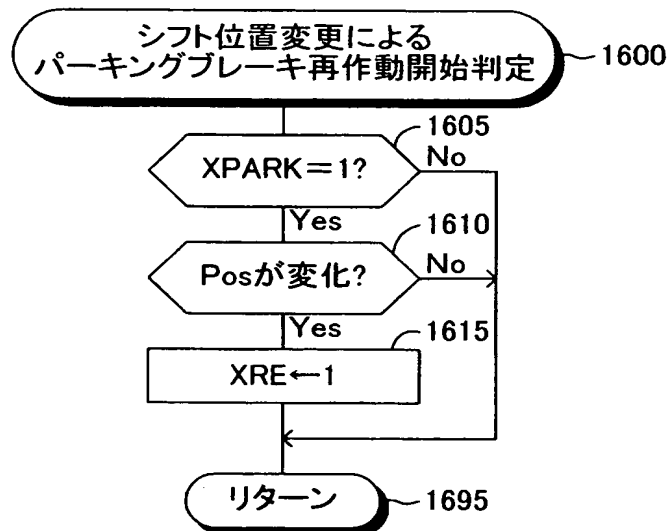 シフト位置変更による
パーキングブレーキ再作動開始判定
1600
1605
XPARK＝1?
No
Yes
1610
Posが変化?
No
Yes
1615
XRE←1
リターン
1695